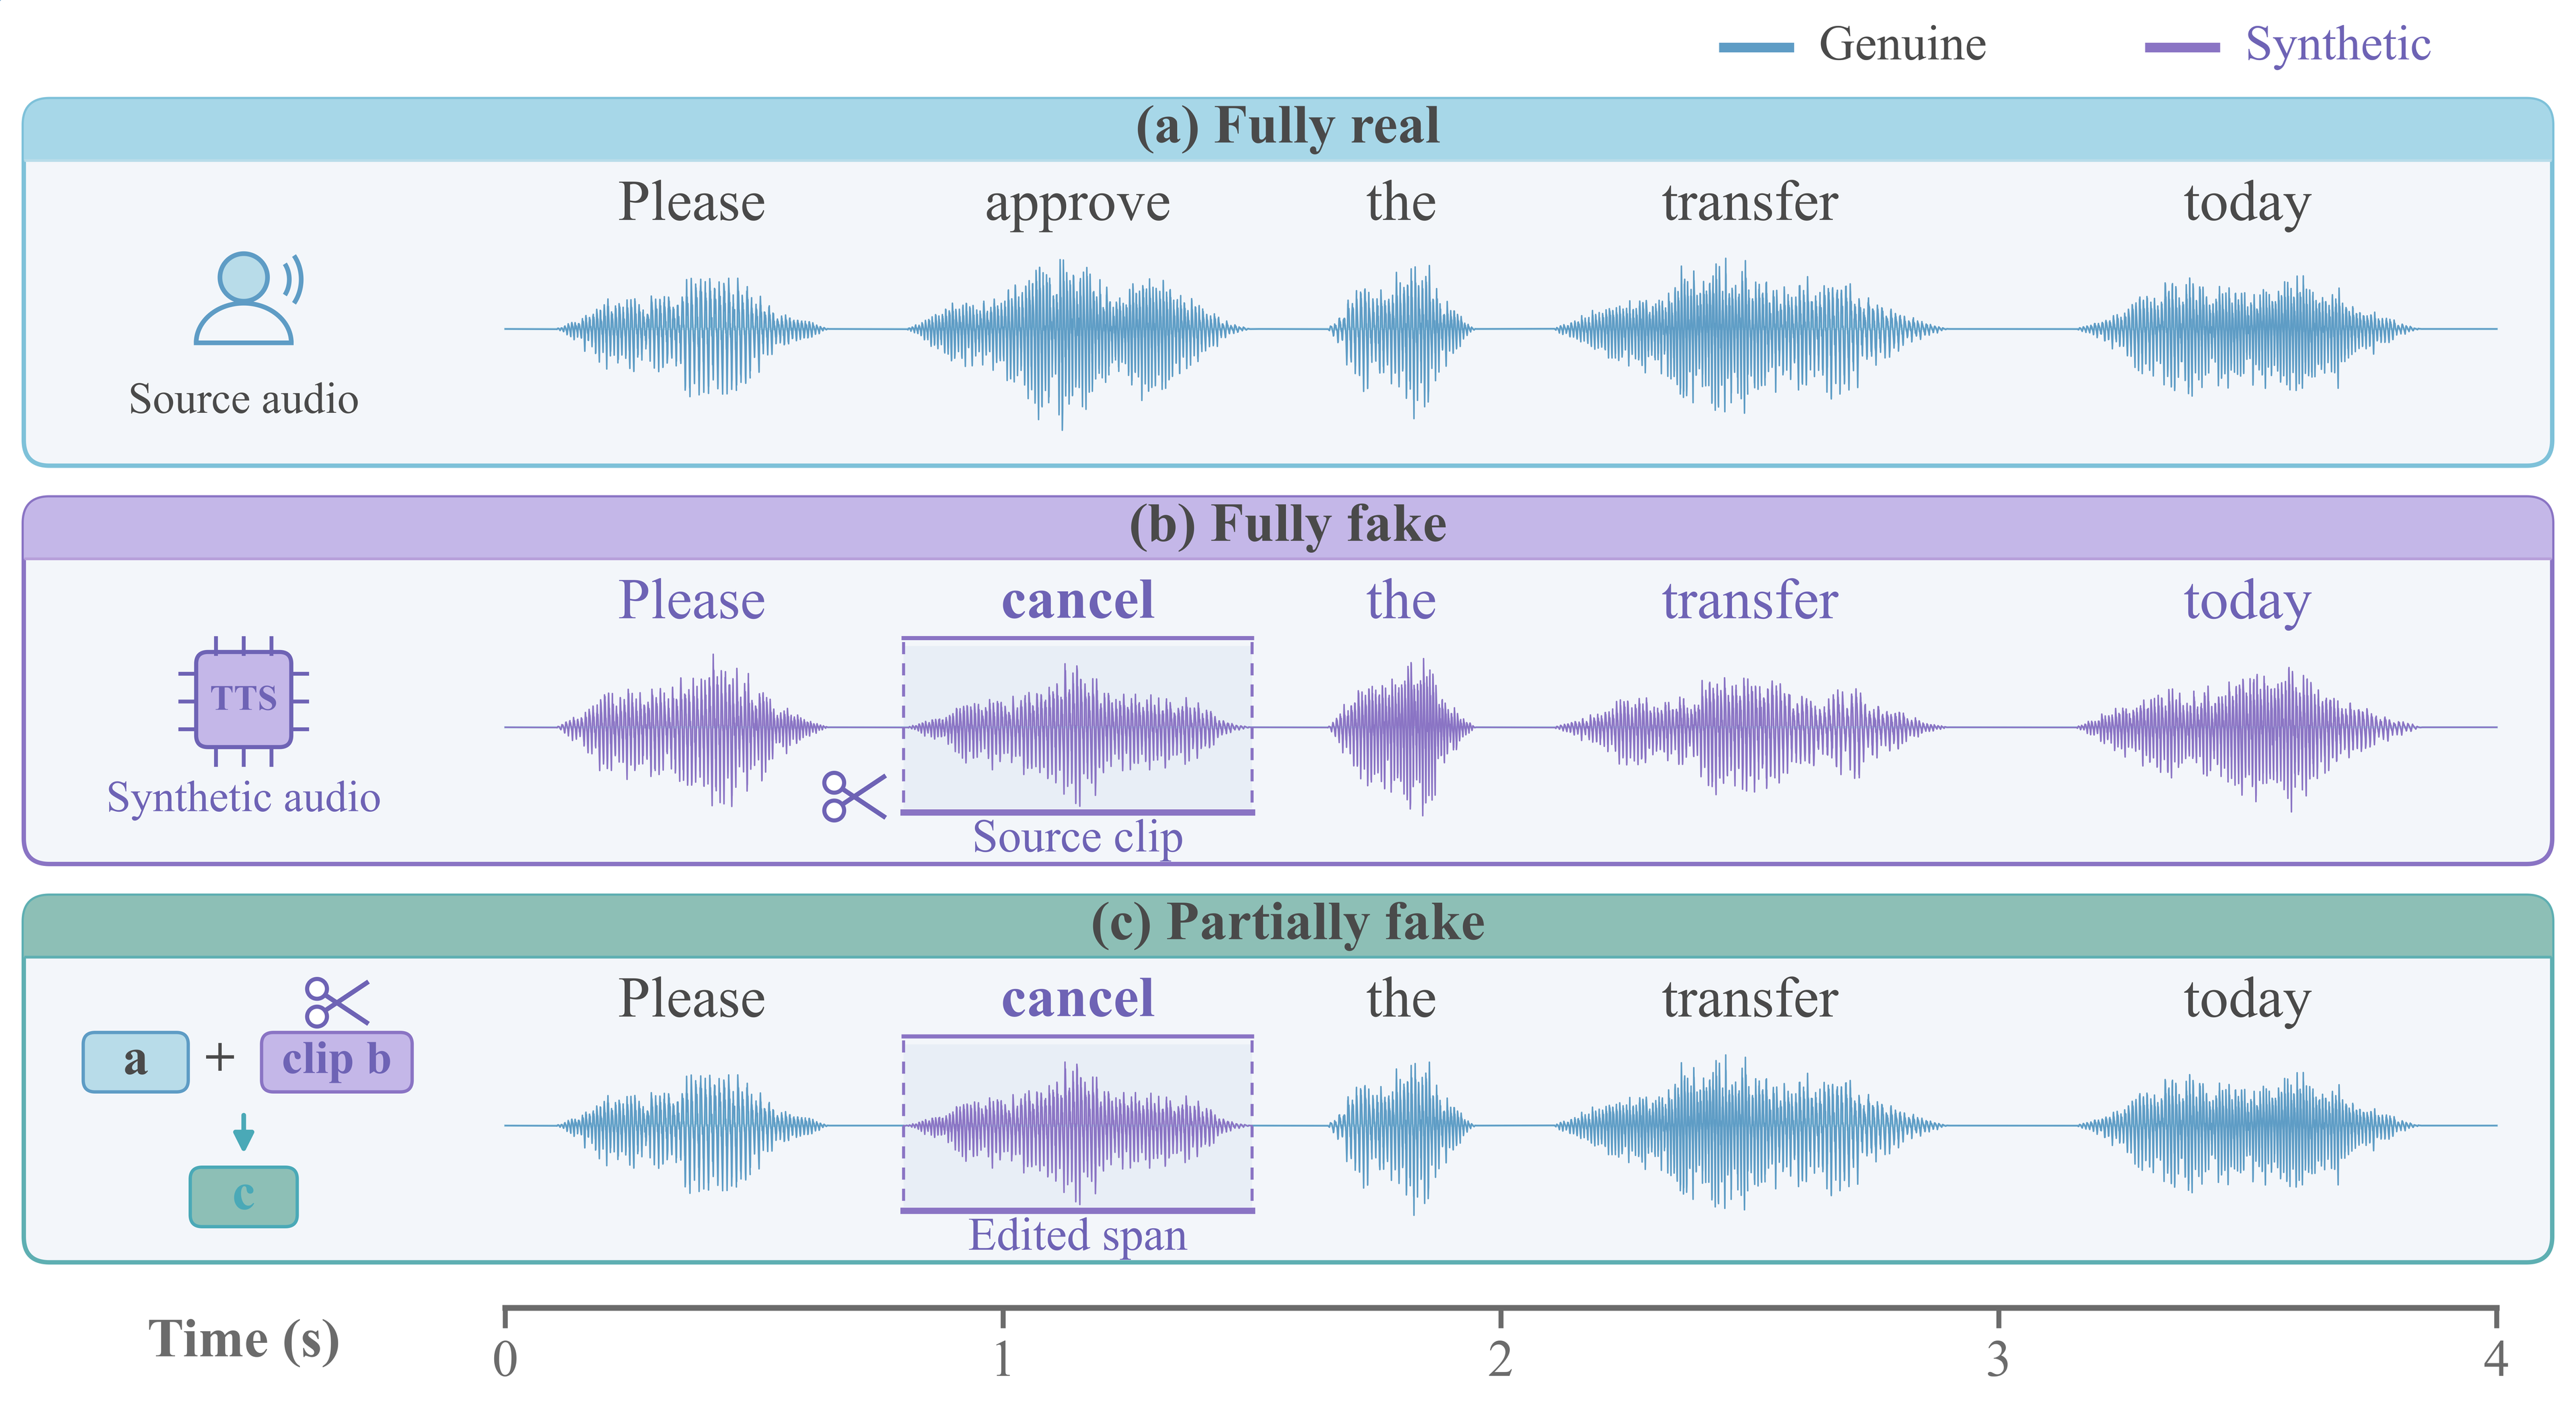 Genuine Synthetic
(a) Fully real
Please approve the transfer today
Source audio
(b) Fully fake
Please cancel the transfer today
TTS
Synthetic audio
Source clip
(c) Partially fake
Please cancel the transfer today
a + clip b
c
Edited span
Time (s)
0 1 2 3 4